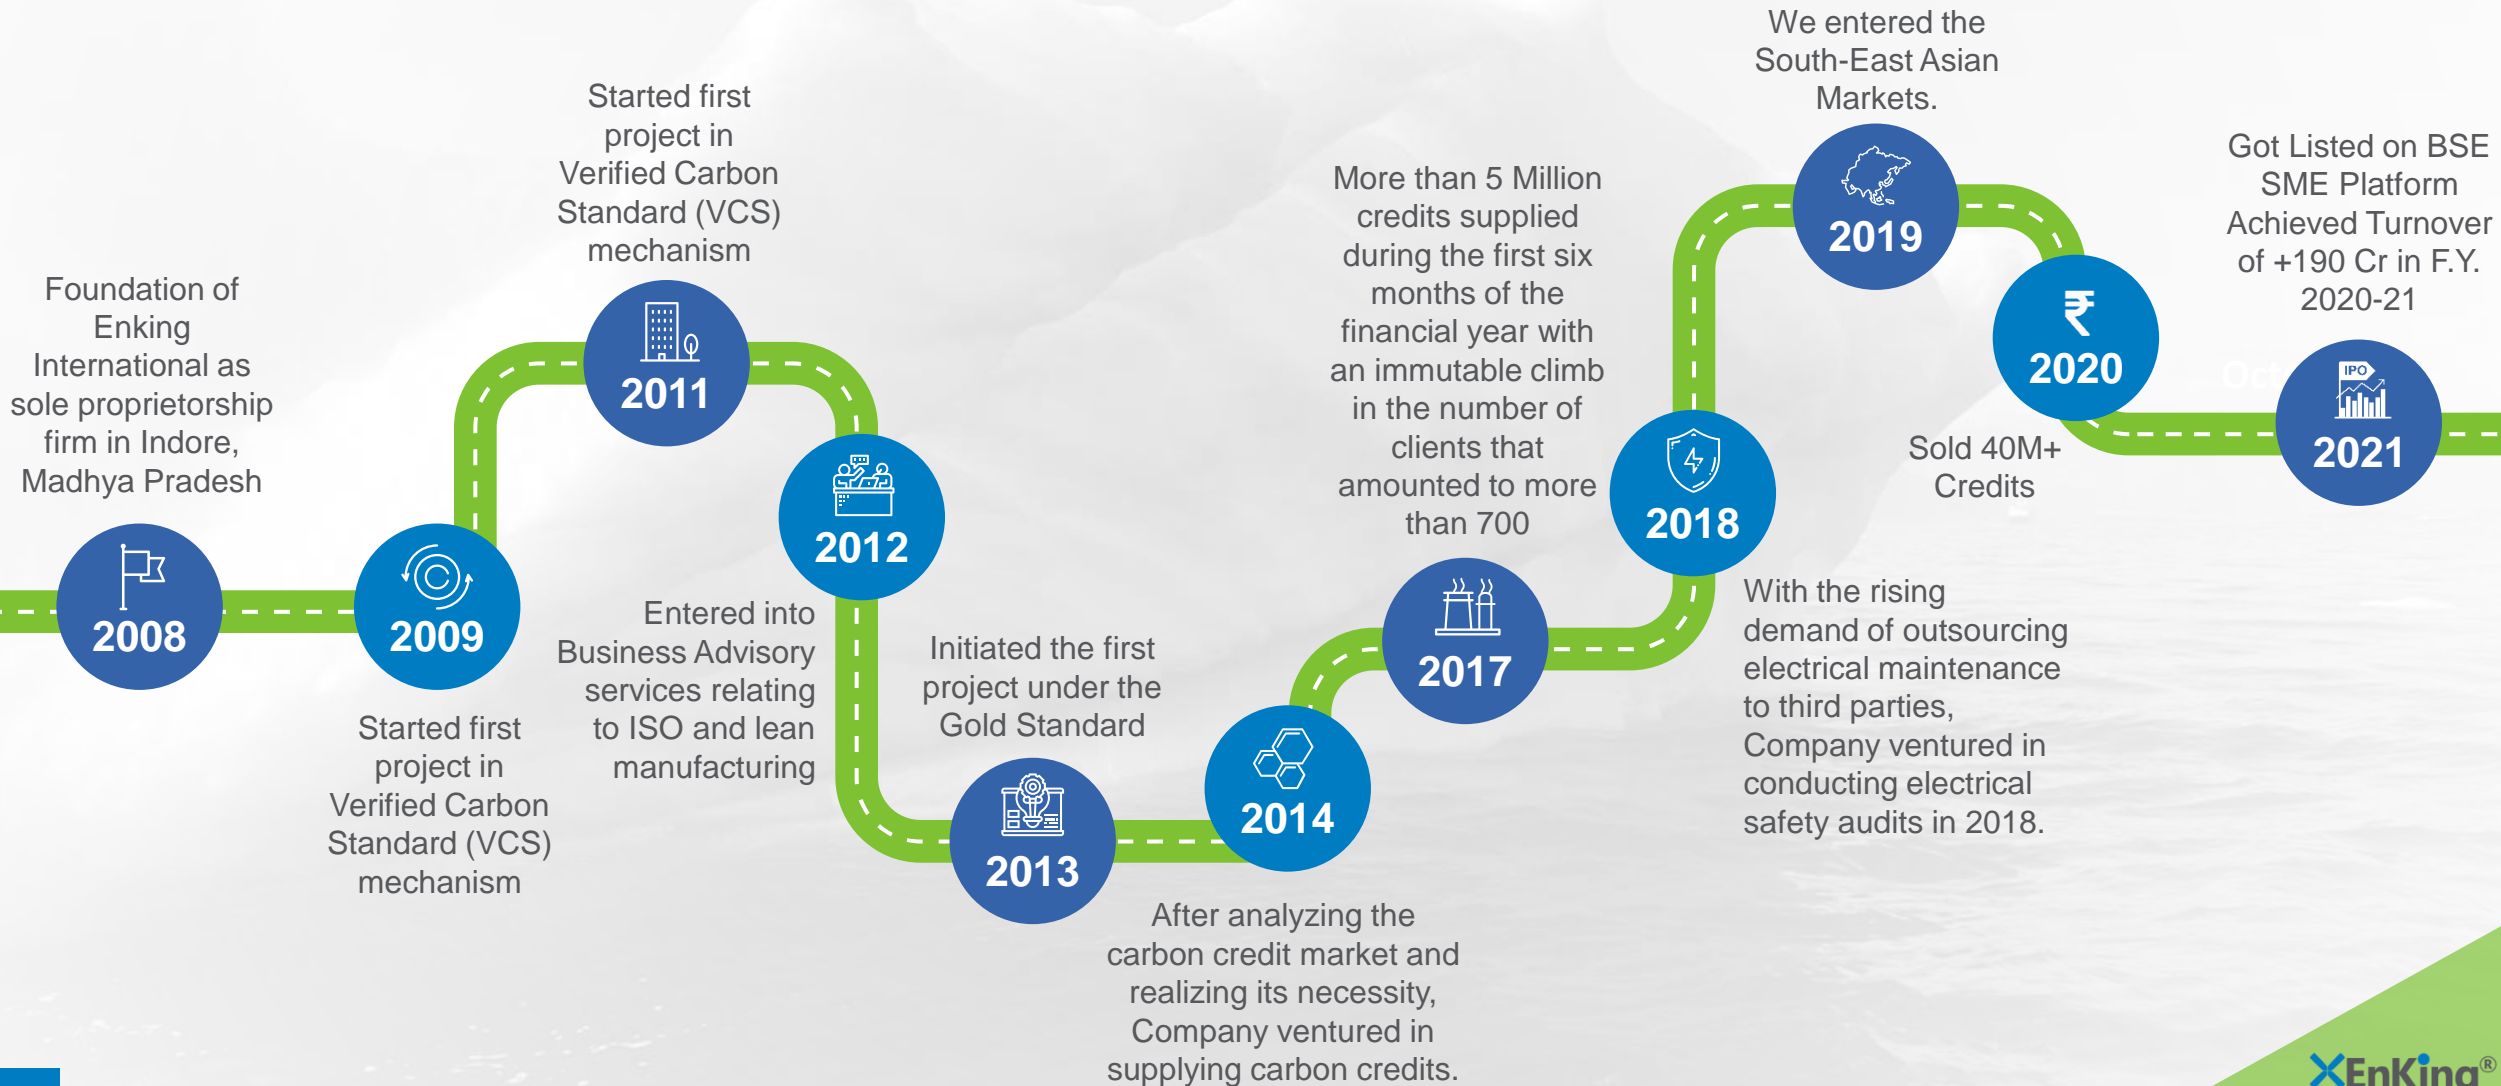 Foundation of
Enking
International as
sole proprietorship
firm in Indore,
Madhya Pradesh
2008
2009
Started first
project in
Verified Carbon
Standard (VCS)
mechanism
Started first
project in
Verified Carbon
Standard (VCS)
mechanism
2011
2012
Entered into
Business Advisory
services relating
to ISO and lean
manufacturing
Initiated the first
project under the
Gold Standard
2013
2014
After analyzing the
carbon credit market and
realizing its necessity,
Company ventured in
supplying carbon credits.
More than 5 Million
credits supplied
during the first six
months of the
financial year with
an immutable climb
in the number of
clients that
amounted to more
than 700
2017
2018
With the rising
demand of outsourcing
electrical maintenance
to third parties,
Company ventured in
conducting electrical
safety audits in 2018.
We entered the
South-East Asian
Markets.
2019
₹
2020
Sold 40M+
Credits
Got Listed on BSE
SME Platform
Achieved Turnover
of +190 Cr in F.Y.
2020-21
Oct
IPO
2021
EnKing®